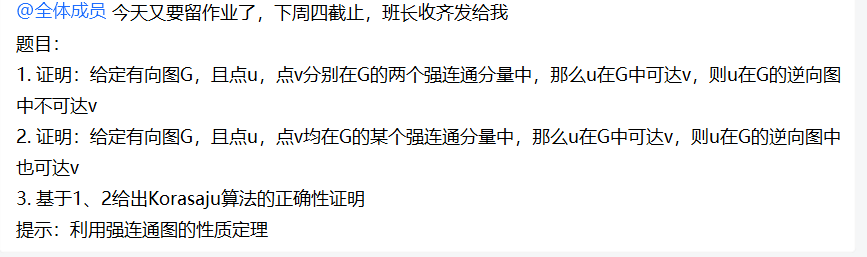 @全体成员 今天又要留作业了，下周四截止，班长收齐发给我
题目：
1. 证明：给定有向图G，且点u，点v分别在G的两个强连通分量中，那么u在G中可达v，则u在G的逆向图
中不可达v
2. 证明：给定有向图G，且点u，点v均在G的某个强连通分量中，那么u在G中可达v，则u在G的逆向图中
也可达v
3. 基于1、2给出Korasaju算法的正确性证明
提示：利用强连通图的性质定理